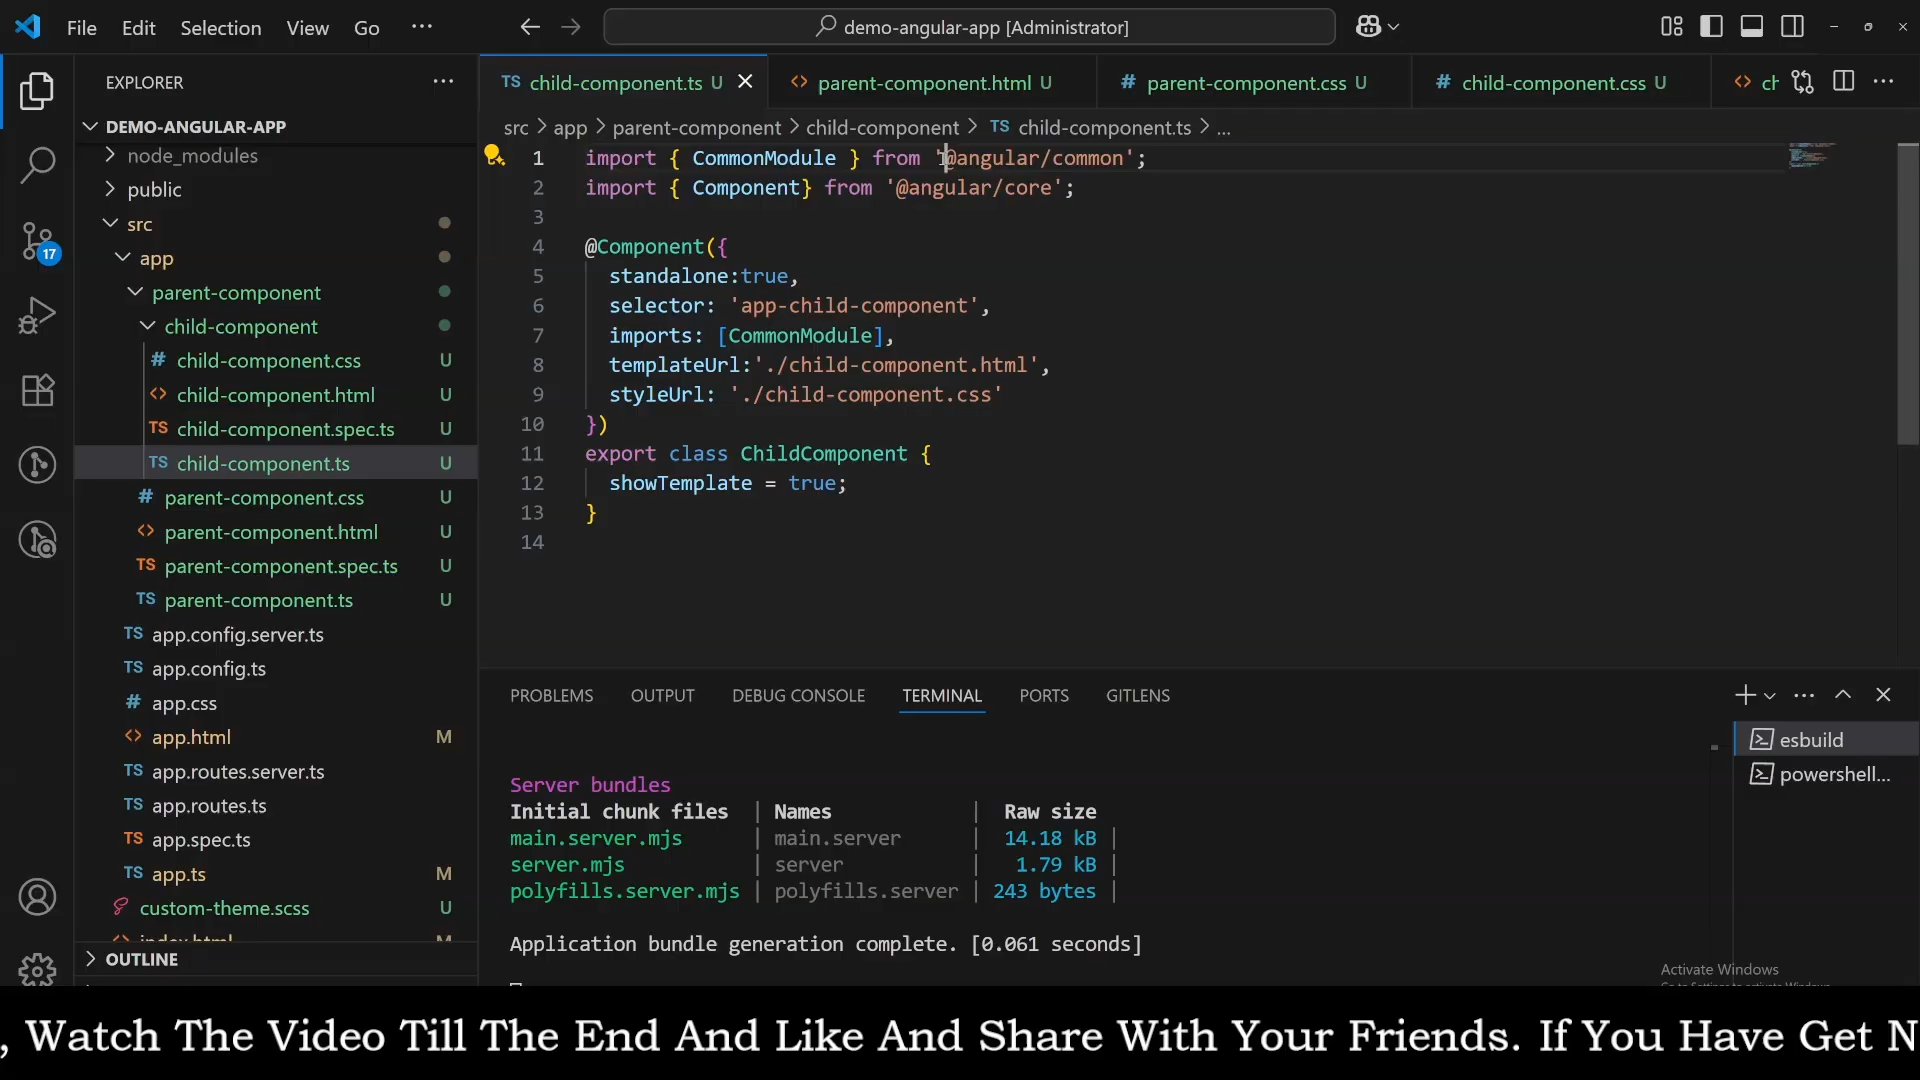 File Edit Selection View Go ...
demo-angular-app [Administrator]
EXPLORER
child-component.ts U
parent-component.html U
parent-component.css U
child-component.css U
ch
DEMO-ANGULAR-APP
src > app > parent-component > child-component > TS child-component.ts > ...
node_modules
public
src
app
parent-component
child-component
child-component.css U
child-component.html U
child-component.spec.ts U
child-component.ts U
parent-component.css U
parent-component.html U
parent-component.spec.ts U
parent-component.ts U
app.config.server.ts
app.config.ts
app.css
app.html M
app.routes.server.ts
app.routes.ts
app.spec.ts
app.ts M
custom-theme.scss U
index.html M
OUTLINE
17
1 import { CommonModule } from '@angular/common';
2 import { Component} from '@angular/core';
3
4 @Component({
5 standalone:true,
6 selector: 'app-child-component',
7 imports: [CommonModule],
8 templateUrl:'./child-component.html',
9 styleUrl: './child-component.css'
10 })
11 export class ChildComponent {
12 showTemplate = true;
13 }
14
PROBLEMS OUTPUT DEBUG CONSOLE TERMINAL PORTS GITLENS
esbuild
powershell...
Server bundles
Initial chunk files | Names | Raw size
main.server.mjs | main.server | 14.18 kB |
server.mjs | server | 1.79 kB |
polyfills.server.mjs | polyfills.server | 243 bytes |
Application bundle generation complete. [0.061 seconds]
Activate Windows
, Watch The Video Till The End And Like And Share With Your Friends. If You Have Get N